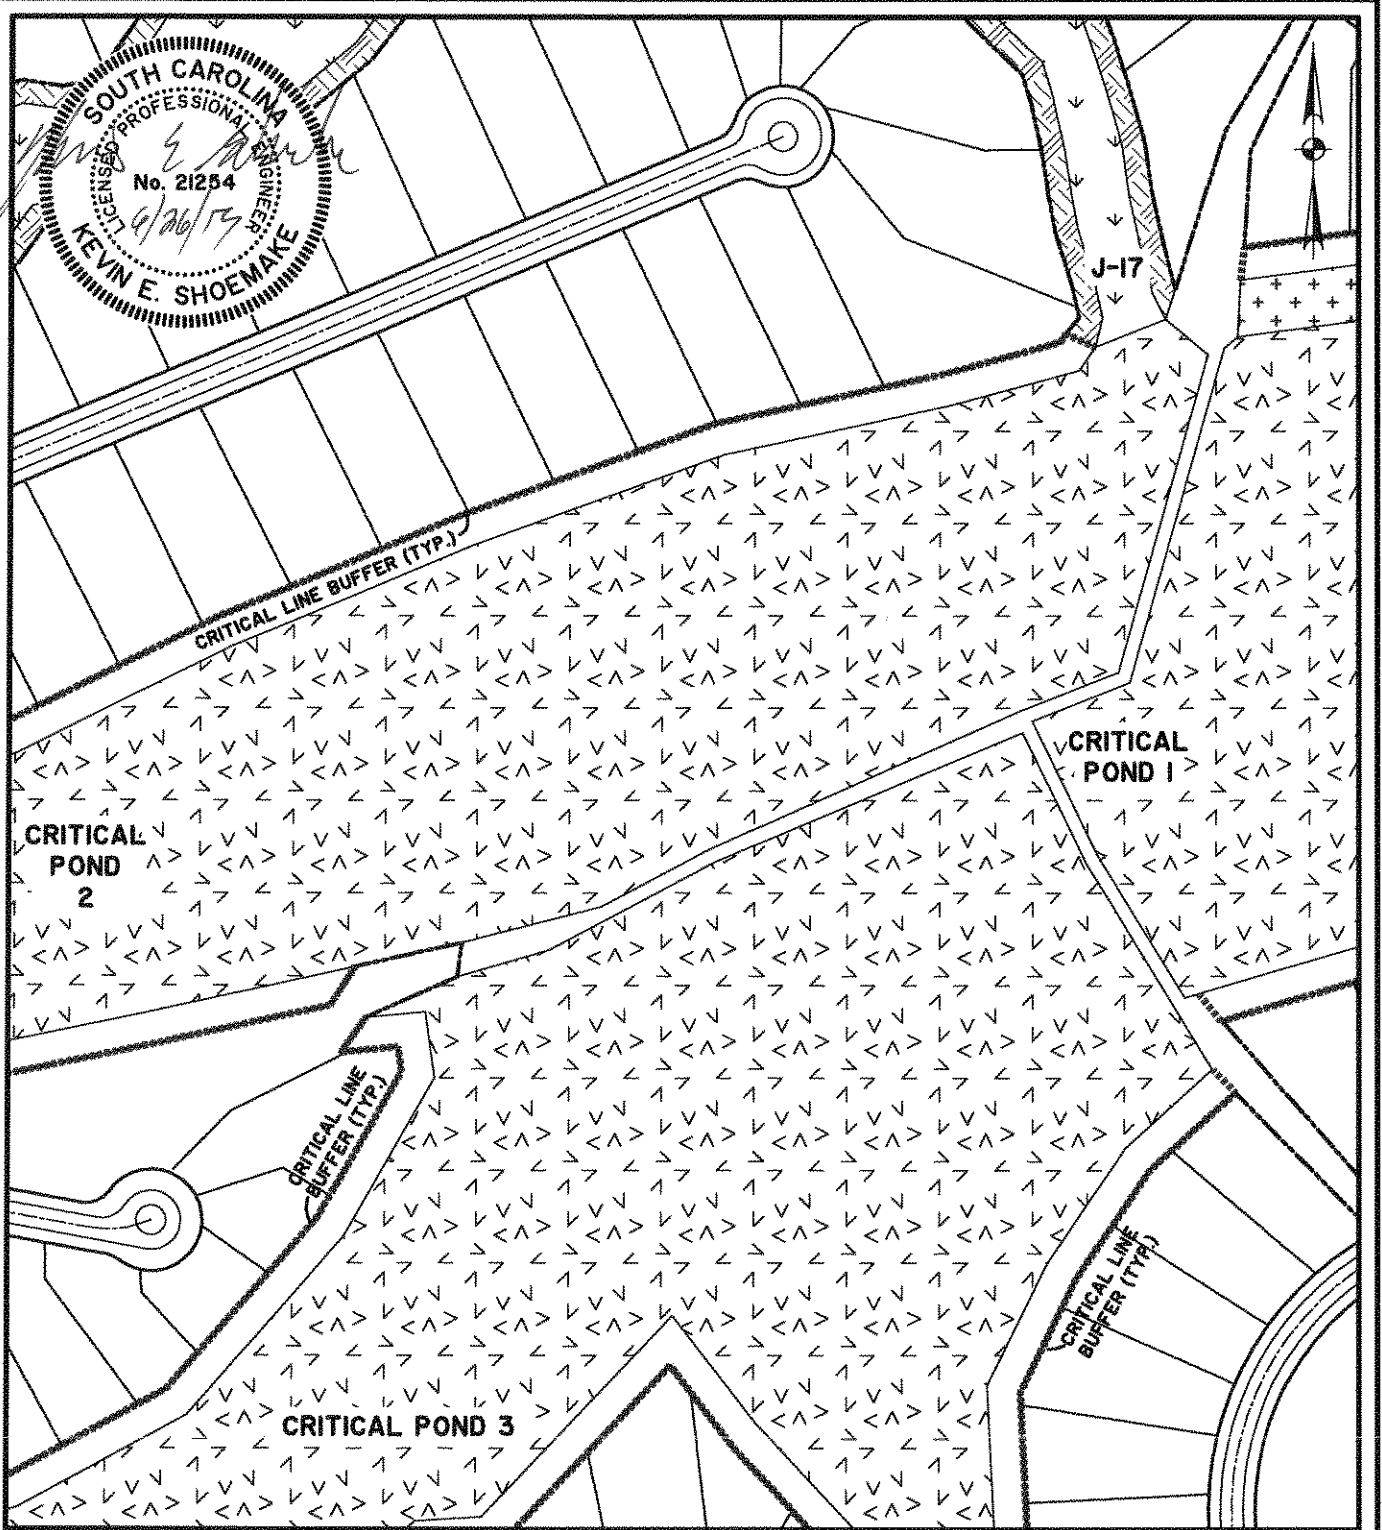 SOUTH CAROLINA
LICENSED PROFESSIONAL ENGINEER
No. 21254
KEVIN E. SHOEMAKE
J-17
CRITICAL LINE BUFFER (TYP.)
CRITICAL
POND 1
CRITICAL
POND
2
CRITICAL LINE
BUFFER (TYP.)
CRITICAL LINE
BUFFER (TYP.)
CRITICAL POND 3